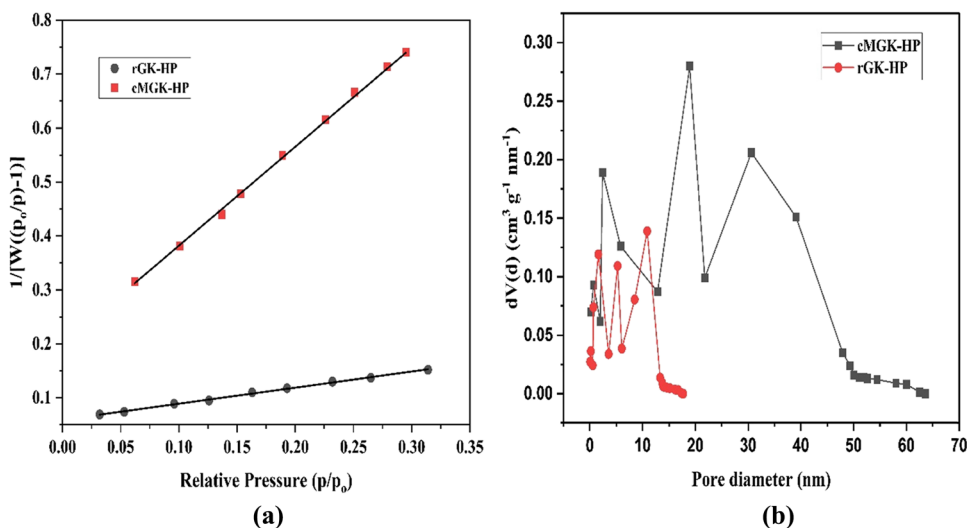 0.8
0.7
0.6
0.5
0.4
0.3
0.2
0.1
0.00 0.05 0.10 0.15 0.20 0.25 0.30 0.35
1/[W((pₒ/p)-1)]
Relative Pressure (p/pₒ)
rGK-HP
cMGK-HP
(a)
0.30
0.25
0.20
0.15
0.10
0.05
0.00
0 10 20 30 40 50 60 70
dV(d) (cm³ g⁻¹ nm⁻¹)
Pore diameter (nm)
cMGK-HP
rGK-HP
(b)